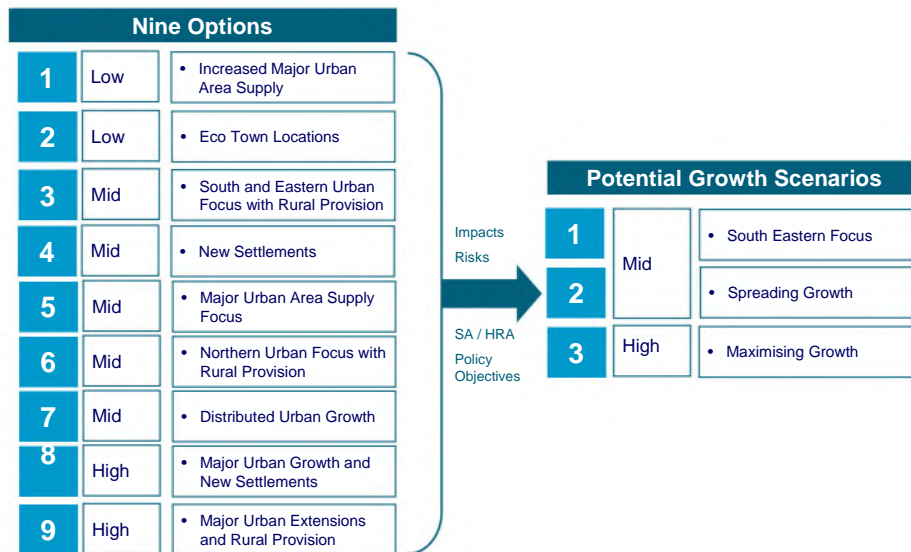 Nine Options
1
Low
• Increased Major Urban
Area Supply
2
Low
• Eco Town Locations
3
Mid
• South and Eastern Urban
Focus with Rural Provision
4
Mid
• New Settlements
5
Mid
• Major Urban Area Supply
Focus
6
Mid
• Northern Urban Focus with
Rural Provision
7
Mid
• Distributed Urban Growth
8
High
• Major Urban Growth and
New Settlements
9
High
• Major Urban Extensions
and Rural Provision
Impacts
Risks
SA / HRA
Policy
Objectives
Potential Growth Scenarios
1
Mid
• South Eastern Focus
2
• Spreading Growth
3
High
• Maximising Growth